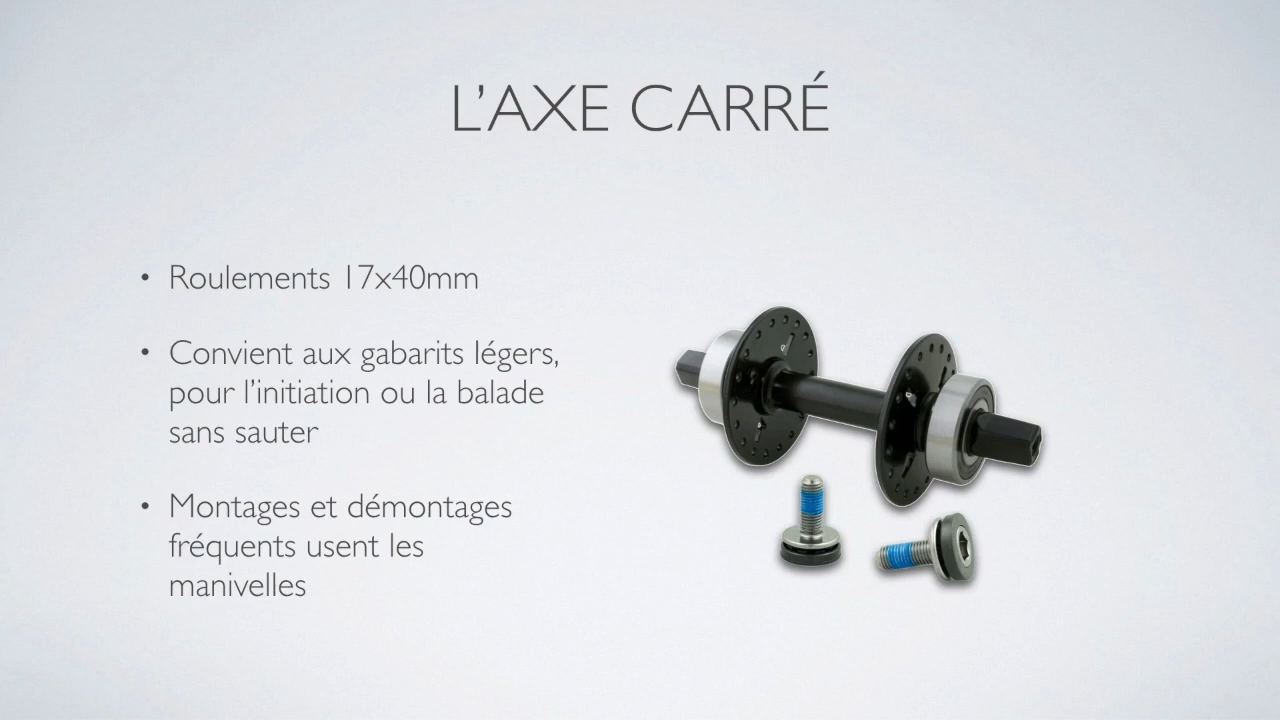 L’AXE CARRÉ
• Roulements 17x40mm
• Convient aux gabarits légers,
pour l’initiation ou la balade
sans sauter
• Montages et démontages
fréquents usent les
manivelles